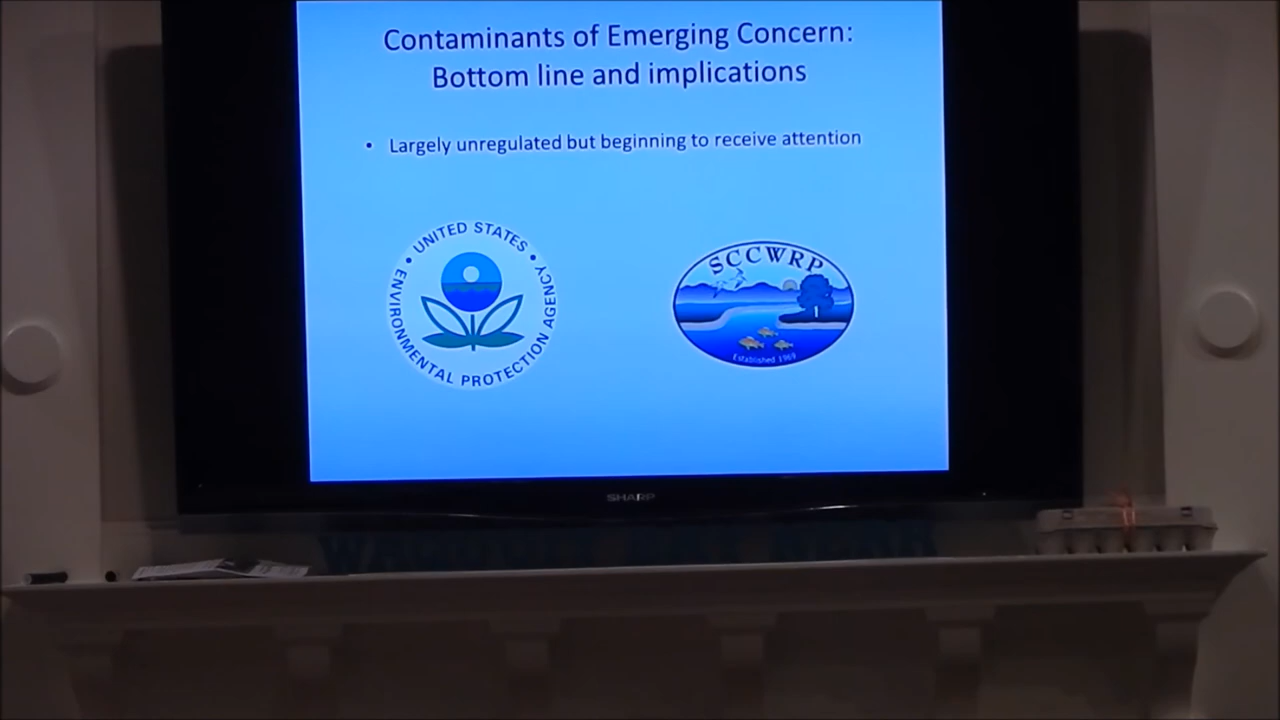 Contaminants of Emerging Concern:
Bottom line and implications
• Largely unregulated but beginning to receive attention
UNITED STATES
• ENVIRONMENTAL PROTECTION AGENCY •
SCCWRP
Established 1969
SHARP